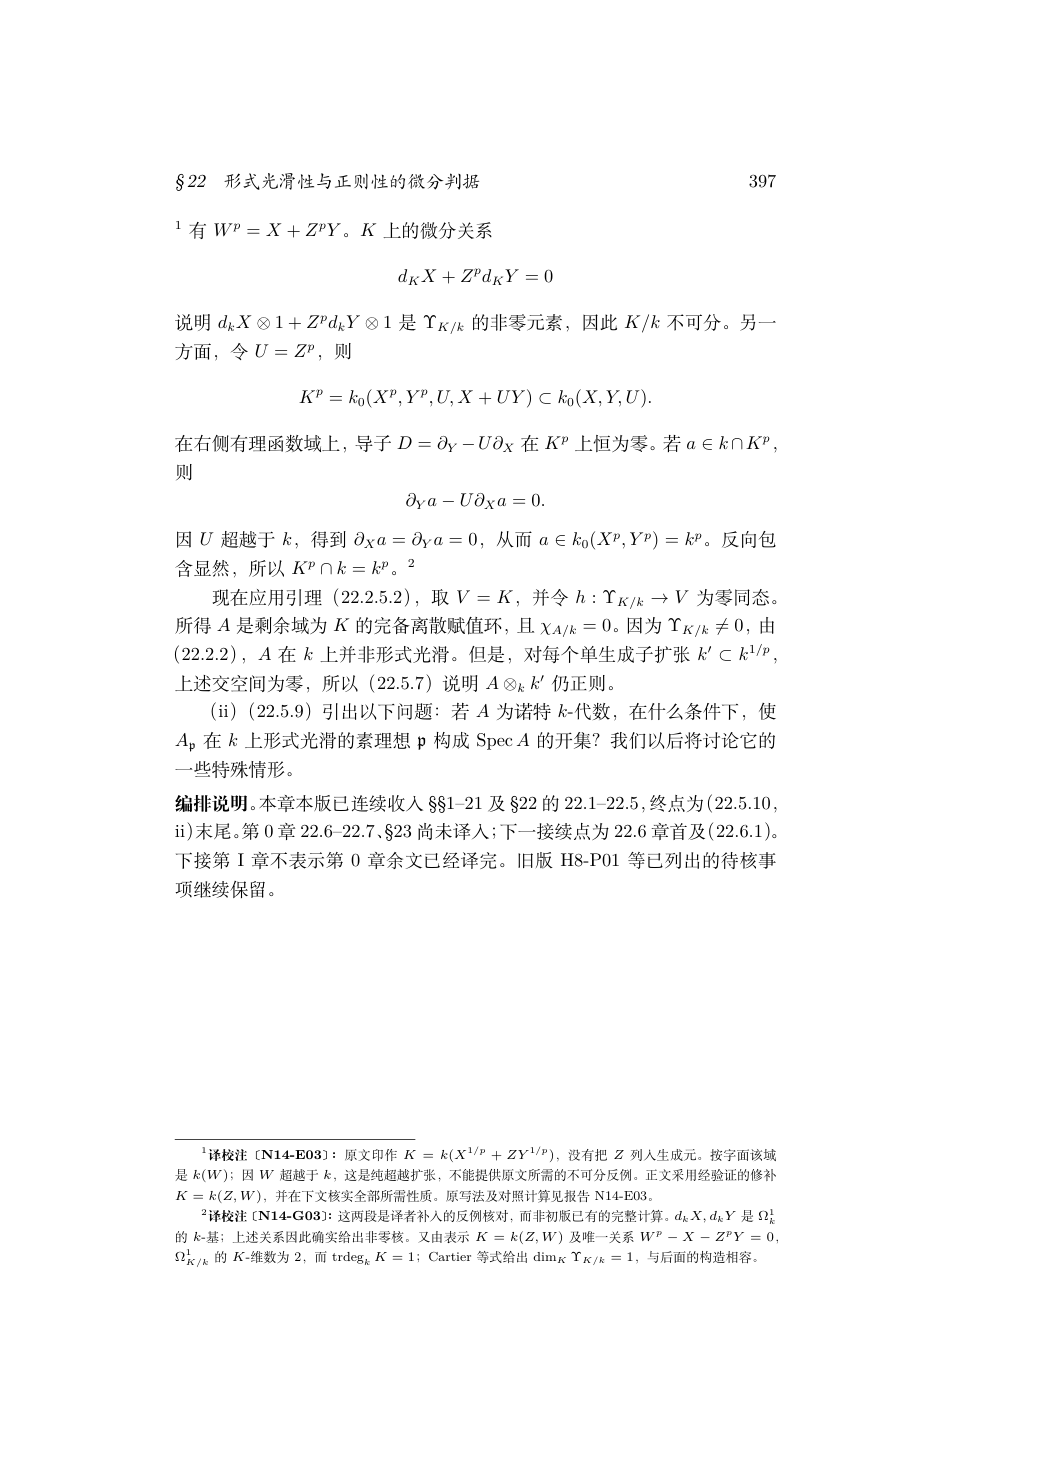 §22 形式光滑性与正则性的微分判据 397
¹ 有 Wᵖ = X + ZᵖY。K 上的微分关系
d_K X + Zᵖd_K Y = 0
说明 d_k X ⊗ 1 + Zᵖd_k Y ⊗ 1 是 Υ_{K/k} 的非零元素，因此 K/k 不可分。另一
方面，令 U = Zᵖ，则
Kᵖ = k₀(Xᵖ, Yᵖ, U, X + UY) ⊂ k₀(X, Y, U).
在右侧有理函数域上，导子 D = ∂_Y − U∂_X 在 Kᵖ 上恒为零。若 a ∈ k ∩ Kᵖ，
则
∂_Y a − U∂_X a = 0.
因 U 超越于 k，得到 ∂_X a = ∂_Y a = 0，从而 a ∈ k₀(Xᵖ, Yᵖ) = kᵖ。反向包
含显然，所以 Kᵖ ∩ k = kᵖ。²
现在应用引理（22.2.5.2），取 V = K，并令 h : Υ_{K/k} → V 为零同态。
所得 A 是剩余域为 K 的完备离散赋值环，且 χ_{A/k} = 0。因为 Υ_{K/k} ≠ 0，由
（22.2.2），A 在 k 上并非形式光滑。但是，对每个单生成子扩张 k′ ⊂ k^{1/p}，
上述交空间为零，所以（22.5.7）说明 A ⊗_k k′ 仍正则。
（ii）（22.5.9）引出以下问题：若 A 为诺特 k-代数，在什么条件下，使
A_𝔭 在 k 上形式光滑的素理想 𝔭 构成 Spec A 的开集？我们以后将讨论它的
一些特殊情形。
编排说明。本章本版已连续收入 §§1–21 及 §22 的 22.1–22.5，终点为（22.5.10，
ii）末尾。第 0 章 22.6–22.7、§23 尚未译入；下一接续点为 22.6 章首及（22.6.1）。
下接第 I 章不表示第 0 章余文已经译完。旧版 H8-P01 等已列出的待核事
项继续保留。
¹译校注〔N14-E03〕：原文印作 K = k(X^{1/p} + ZY^{1/p})，没有把 Z 列入生成元。按字面该域
是 k(W)；因 W 超越于 k，这是纯超越扩张，不能提供原文所需的不可分反例。正文采用经验证的修补
K = k(Z, W)，并在下文核实全部所需性质。原写法及对照计算见报告 N14-E03。
²译校注〔N14-G03〕：这两段是译者补入的反例核对，而非初版已有的完整计算。d_k X, d_k Y 是 Ω¹_k
的 k-基；上述关系因此确实给出非零核。又由表示 K = k(Z, W) 及唯一关系 Wᵖ − X − ZᵖY = 0，
Ω¹_{K/k} 的 K-维数为 2，而 trdeg_k K = 1；Cartier 等式给出 dim_K Υ_{K/k} = 1，与后面的构造相容。